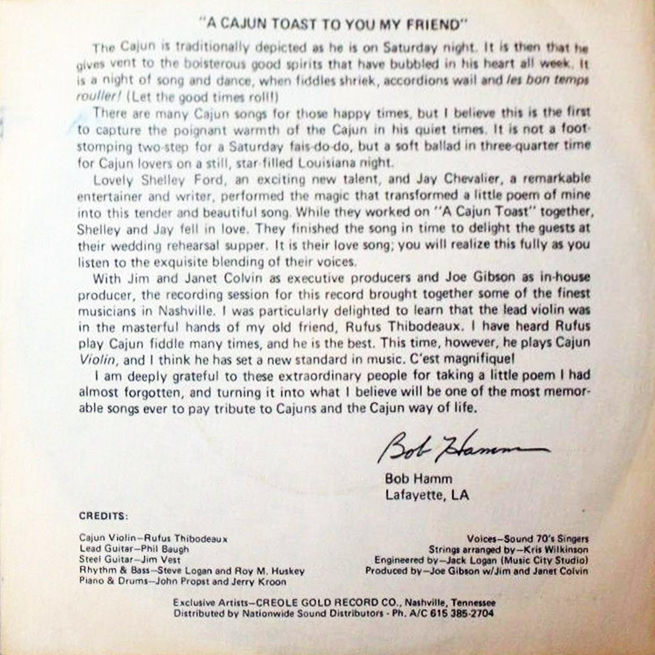 "A CAJUN TOAST TO YOU MY FRIEND"
The Cajun is traditionally depicted as he is on Saturday night. It is then that he
gives vent to the boisterous good spirits that have bubbled in his heart all week. It
is a night of song and dance, when fiddles shriek, accordions wail and les bon temps
roulier! (Let the good times roll!)
There are many Cajun songs for those happy times, but I believe this is the first
to capture the poignant warmth of the Cajun in his quiet times. It is not a foot-
stomping two-step for a Saturday fais-do-do, but a soft ballad in three-quarter time
for Cajun lovers on a still, star-filled Louisiana night.
Lovely Shelley Ford, an exciting new talent, and Jay Chevalier, a remarkable
entertainer and writer, performed the magic that transformed a little poem of mine
into this tender and beautiful song. While they worked on "A Cajun Toast" together,
Shelley and Jay fell in love. They finished the song in time to delight the guests at
their wedding rehearsal supper. It is their love song; you will realize this fully as you
listen to the exquisite blending of their voices.
With Jim and Janet Colvin as executive producers and Joe Gibson as in-house
producer, the recording session for this record brought together some of the finest
musicians in Nashville. I was particularly delighted to learn that the lead violin was
in the masterful hands of my old friend, Rufus Thibodeaux. I have heard Rufus
play Cajun fiddle many times, and he is the best. This time, however, he plays Cajun
Violin, and I think he has set a new standard in music. C'est magnifique!
I am deeply grateful to these extraordinary people for taking a little poem I had
almost forgotten, and turning it into what I believe will be one of the most memor-
able songs ever to pay tribute to Cajuns and the Cajun way of life.
Bob Hamm
Bob Hamm
Lafayette, LA
CREDITS:
Cajun Violin—Rufus Thibodeaux
Lead Guitar—Phil Baugh
Steel Guitar—Jim Vest
Rhythm & Bass—Steve Logan and Roy M. Huskey
Piano & Drums—John Propst and Jerry Kroon
Voices—Sound 70's Singers
Strings arranged by—Kris Wilkinson
Engineered by—Jack Logan (Music City Studio)
Produced by—Joe Gibson w/Jim and Janet Colvin
Exclusive Artists—CREOLE GOLD RECORD CO., Nashville, Tennessee
Distributed by Nationwide Sound Distributors - Ph. A/C 615 385-2704